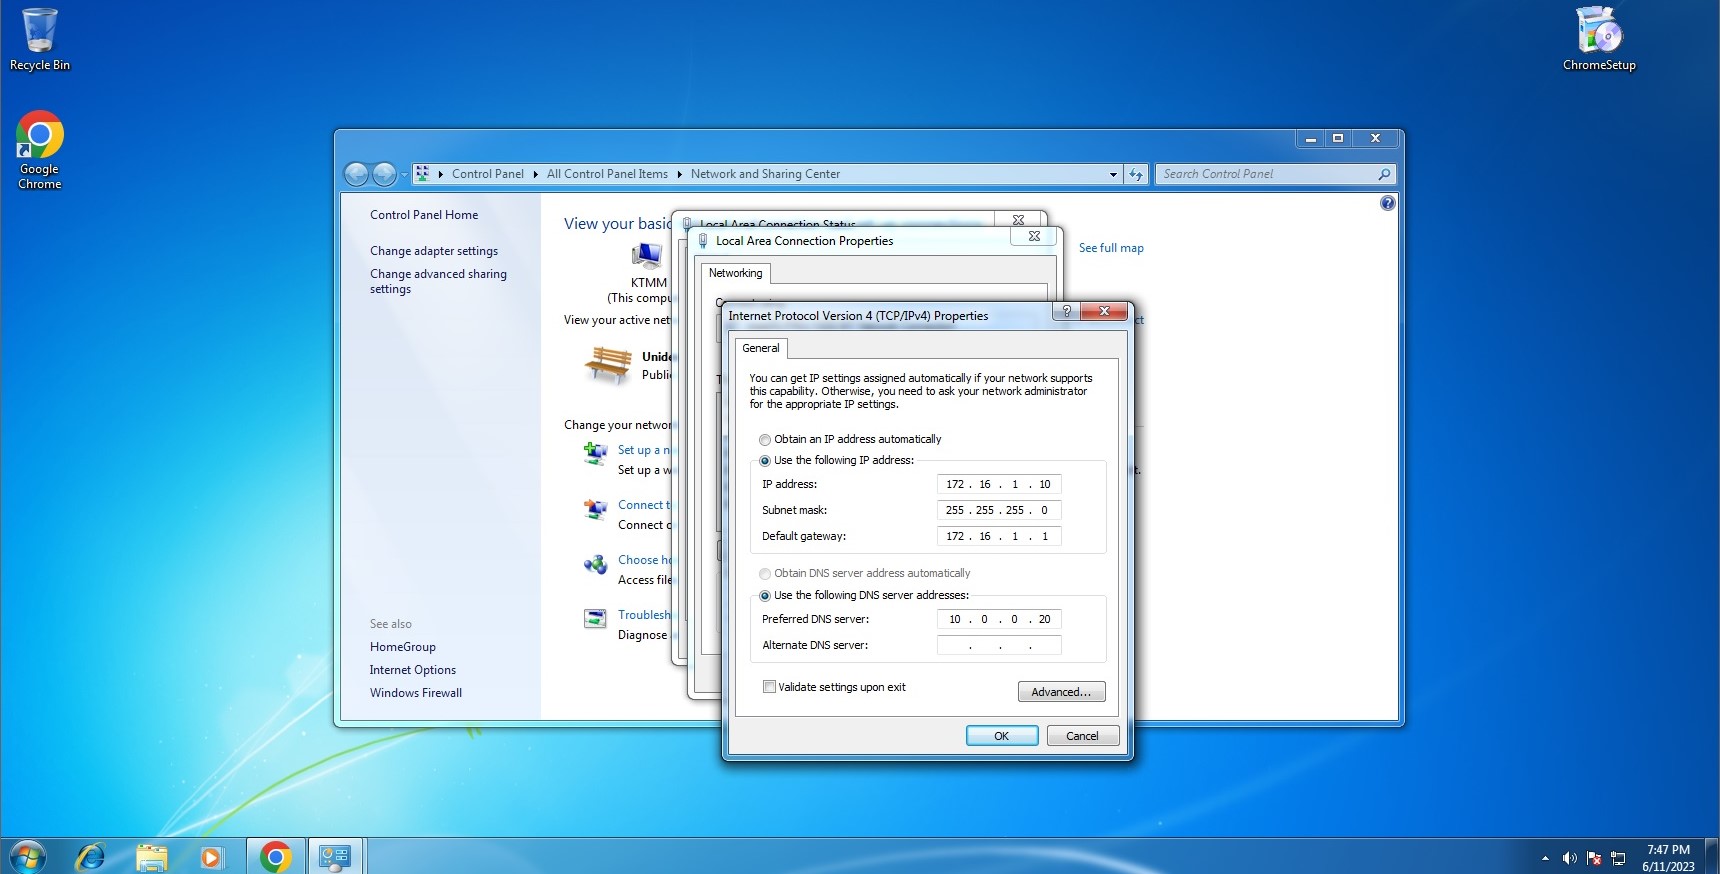 Recycle Bin
ChromeSetup
Google
Chrome
Control Panel
All Control Panel Items
Network and Sharing Center
Search Control Panel
Control Panel Home
Change adapter settings
Change advanced sharing
settings
See also
HomeGroup
Internet Options
Windows Firewall
View your basic
See full map
KTMM
(This compu
View your active net
Unide
Public
Change your networ
Set up a n
Set up a w
Connect t
Connect o
Choose ho
Access file
Troublesh
Diagnose
ct
t.
Local Area Connection Status
Local Area Connection Properties
Networking
Internet Protocol Version 4 (TCP/IPv4) Properties
General
You can get IP settings assigned automatically if your network supports
this capability. Otherwise, you need to ask your network administrator
for the appropriate IP settings.
Obtain an IP address automatically
Use the following IP address:
IP address: 172 . 16 . 1 . 10
Subnet mask: 255 . 255 . 255 . 0
Default gateway: 172 . 16 . 1 . 1
Obtain DNS server address automatically
Use the following DNS server addresses:
Preferred DNS server: 10 . 0 . 0 . 20
Alternate DNS server: . . .
Validate settings upon exit
Advanced...
OK
Cancel
7:47 PM
6/11/2023